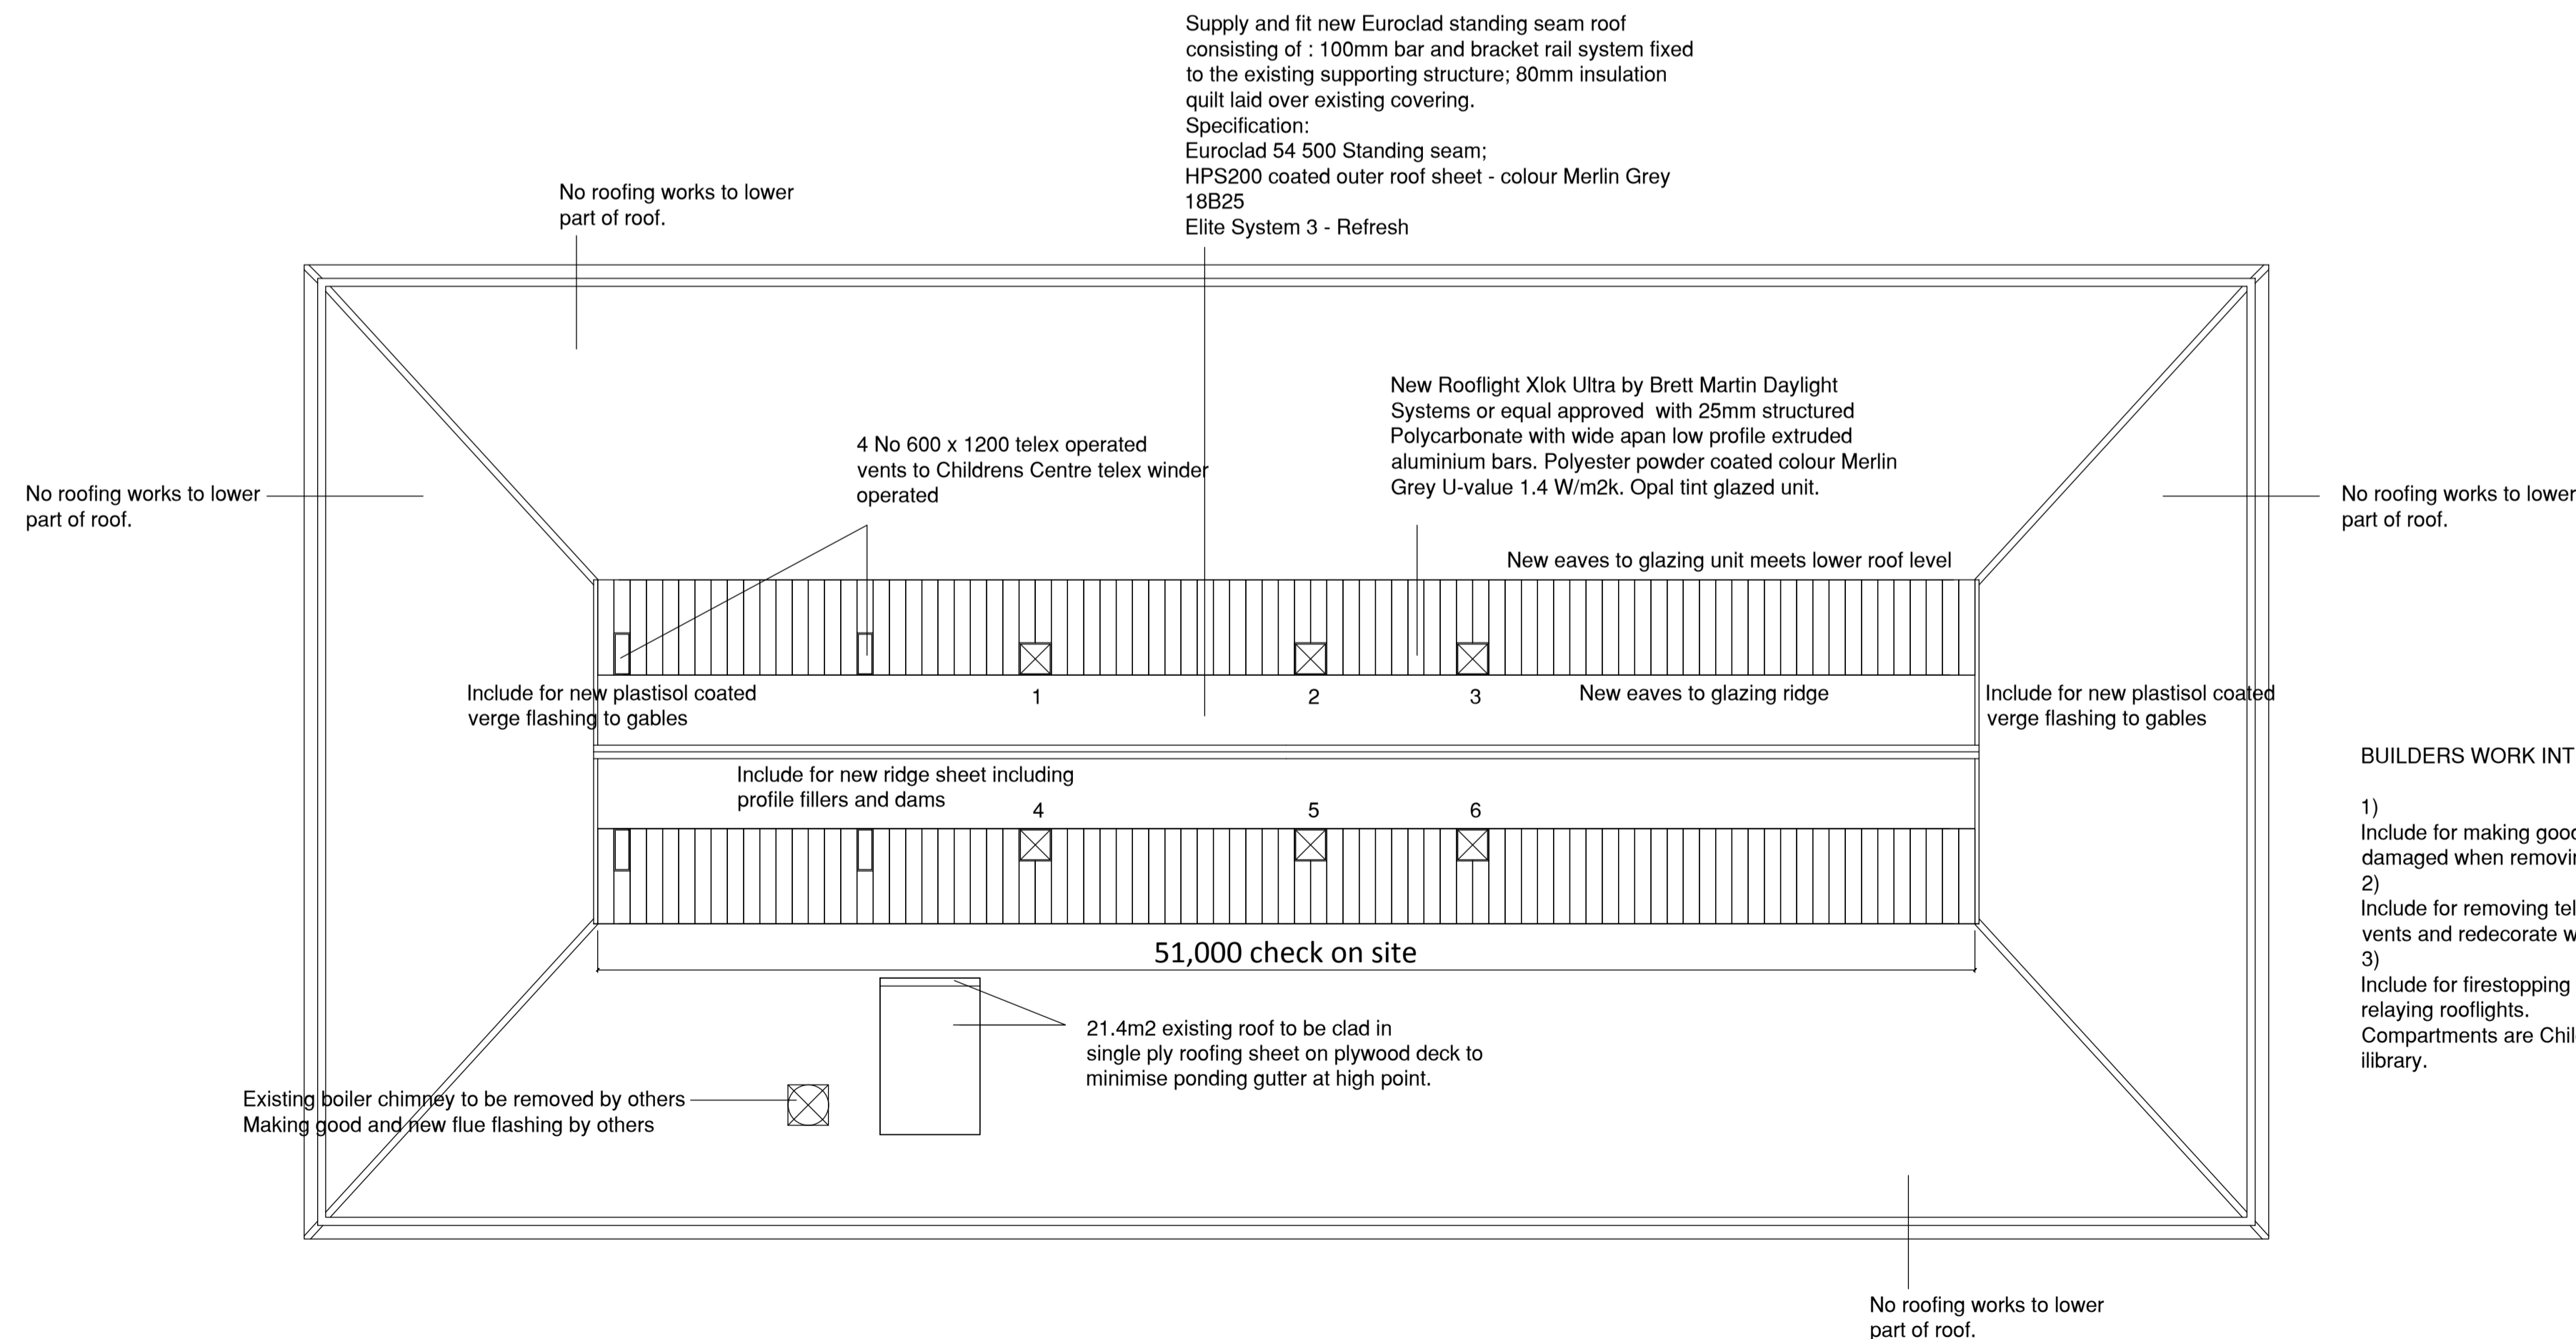 Supply and fit new Euroclad standing seam roof
consisting of : 100mm bar and bracket rail system fixed
to the existing supporting structure; 80mm insulation
quilt laid over existing covering.
Specification:
Euroclad 54 500 Standing seam;
HPS200 coated outer roof sheet - colour Merlin Grey
18B25
Elite System 3 - Refresh
No roofing works to lower
part of roof.
New Rooflight Xlok Ultra by Brett Martin Daylight
Systems or equal approved with 25mm structured
Polycarbonate with wide apan low profile extruded
aluminium bars. Polyester powder coated colour Merlin
Grey U-value 1.4 W/m2k. Opal tint glazed unit.
4 No 600 x 1200 telex operated
vents to Childrens Centre telex winder
operated
No roofing works to lower
part of roof.
No roofing works to lower
part of roof.
New eaves to glazing unit meets lower roof level
Include for new plastisol coated
verge flashing to gables
1
2
3
New eaves to glazing ridge
Include for new plastisol coated
verge flashing to gables
Include for new ridge sheet including
profile fillers and dams
4
5
6
BUILDERS WORK INT
1)
Include for making good
damaged when removin
2)
Include for removing tel
vents and redecorate w
3)
Include for firestopping
relaying rooflights.
Compartments are Chil
ilibrary.
51,000 check on site
21.4m2 existing roof to be clad in
single ply roofing sheet on plywood deck to
minimise ponding gutter at high point.
Existing boiler chimney to be removed by others
Making good and new flue flashing by others
No roofing works to lower
part of roof.